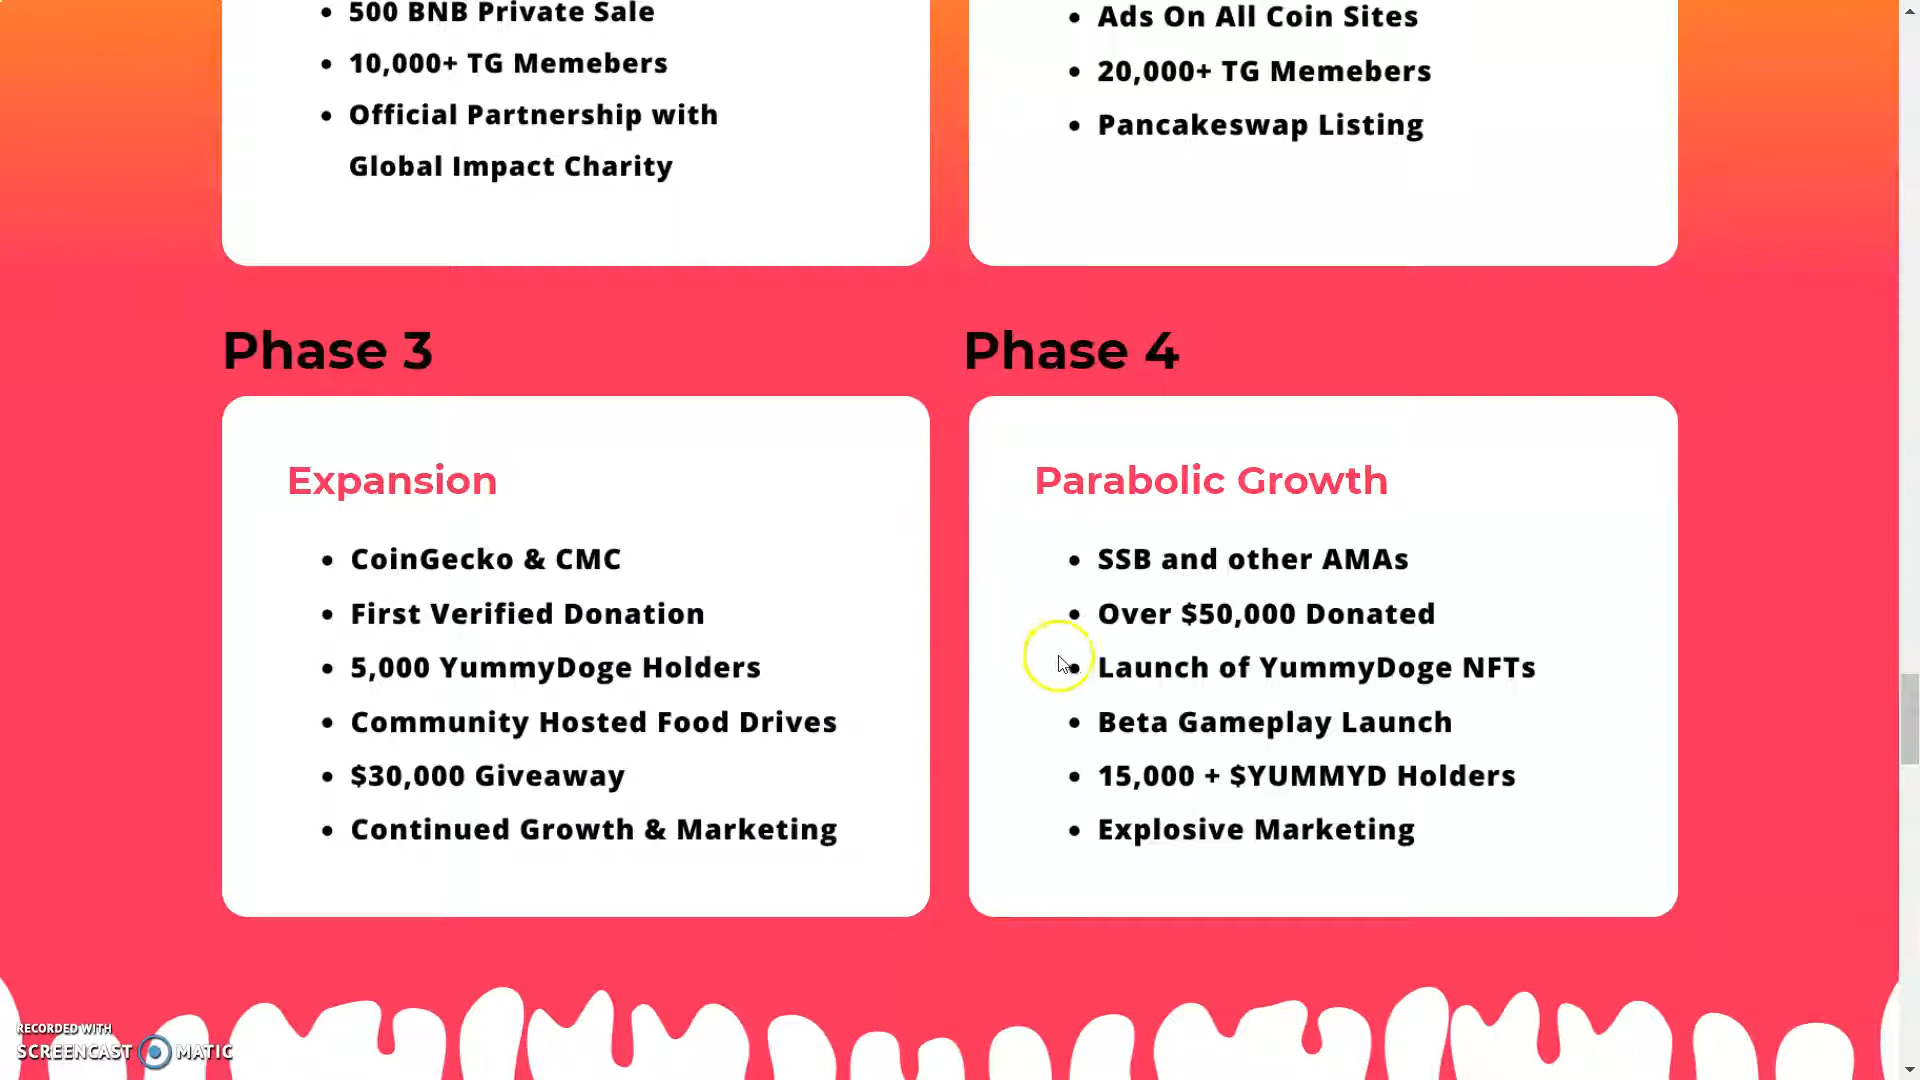 500 BNB Private Sale
10,000+ TG Memebers
Official Partnership with
Global Impact Charity
Ads On All Coin Sites
20,000+ TG Memebers
Pancakeswap Listing
Phase 3
Expansion
CoinGecko & CMC
First Verified Donation
5,000 YummyDoge Holders
Community Hosted Food Drives
$30,000 Giveaway
Continued Growth & Marketing
Phase 4
Parabolic Growth
SSB and other AMAs
Over $50,000 Donated
Launch of YummyDoge NFTs
Beta Gameplay Launch
15,000 + $YUMMYD Holders
Explosive Marketing
RECORDED WITH
SCREENCAST MATIC